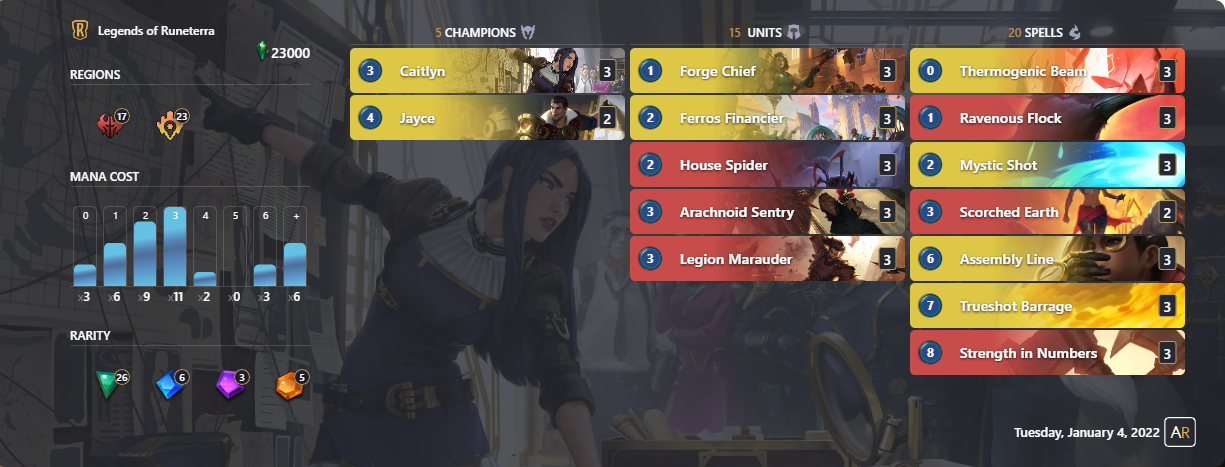 R Legends of Runeterra
23000
REGIONS
17 23
MANA COST
0 1 2 3 4 5 6 +
x3 x6 x9 x11 x2 x0 x3 x6
RARITY
26 6 3 5
5 CHAMPIONS
3 Caitlyn 3
4 Jayce 2
15 UNITS
1 Forge Chief 3
2 Ferros Financier 3
2 House Spider 3
3 Arachnoid Sentry 3
3 Legion Marauder 3
20 SPELLS
0 Thermogenic Beam 3
1 Ravenous Flock 3
2 Mystic Shot 3
3 Scorched Earth 2
6 Assembly Line 3
7 Trueshot Barrage 3
8 Strength in Numbers 3
Tuesday, January 4, 2022 AR